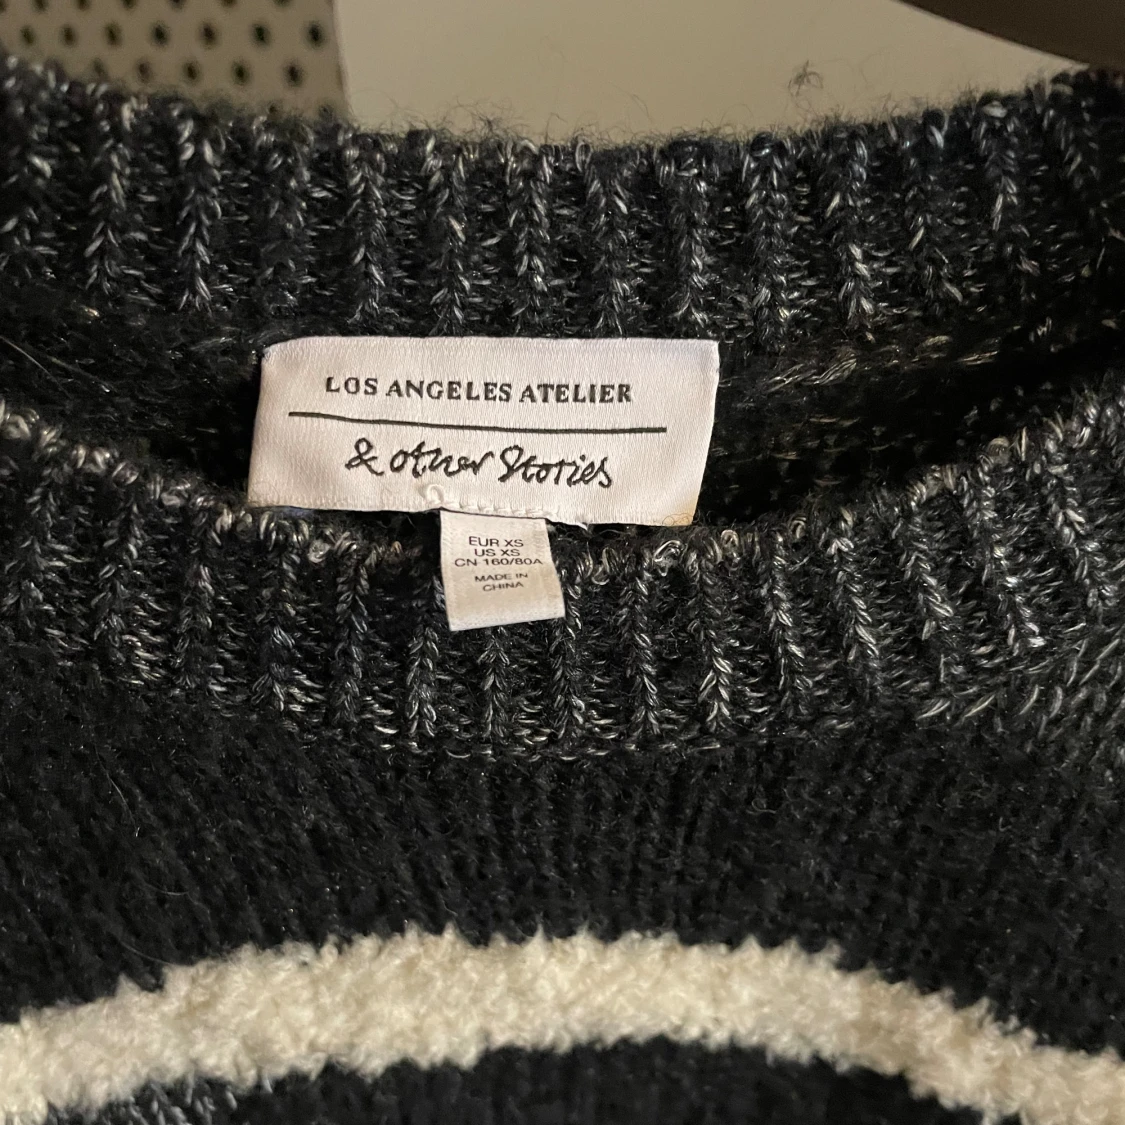 LOS ANGELES ATELIER
& other Stories
EUR XS
US XS
CN 160/80A
MADE IN
CHINA